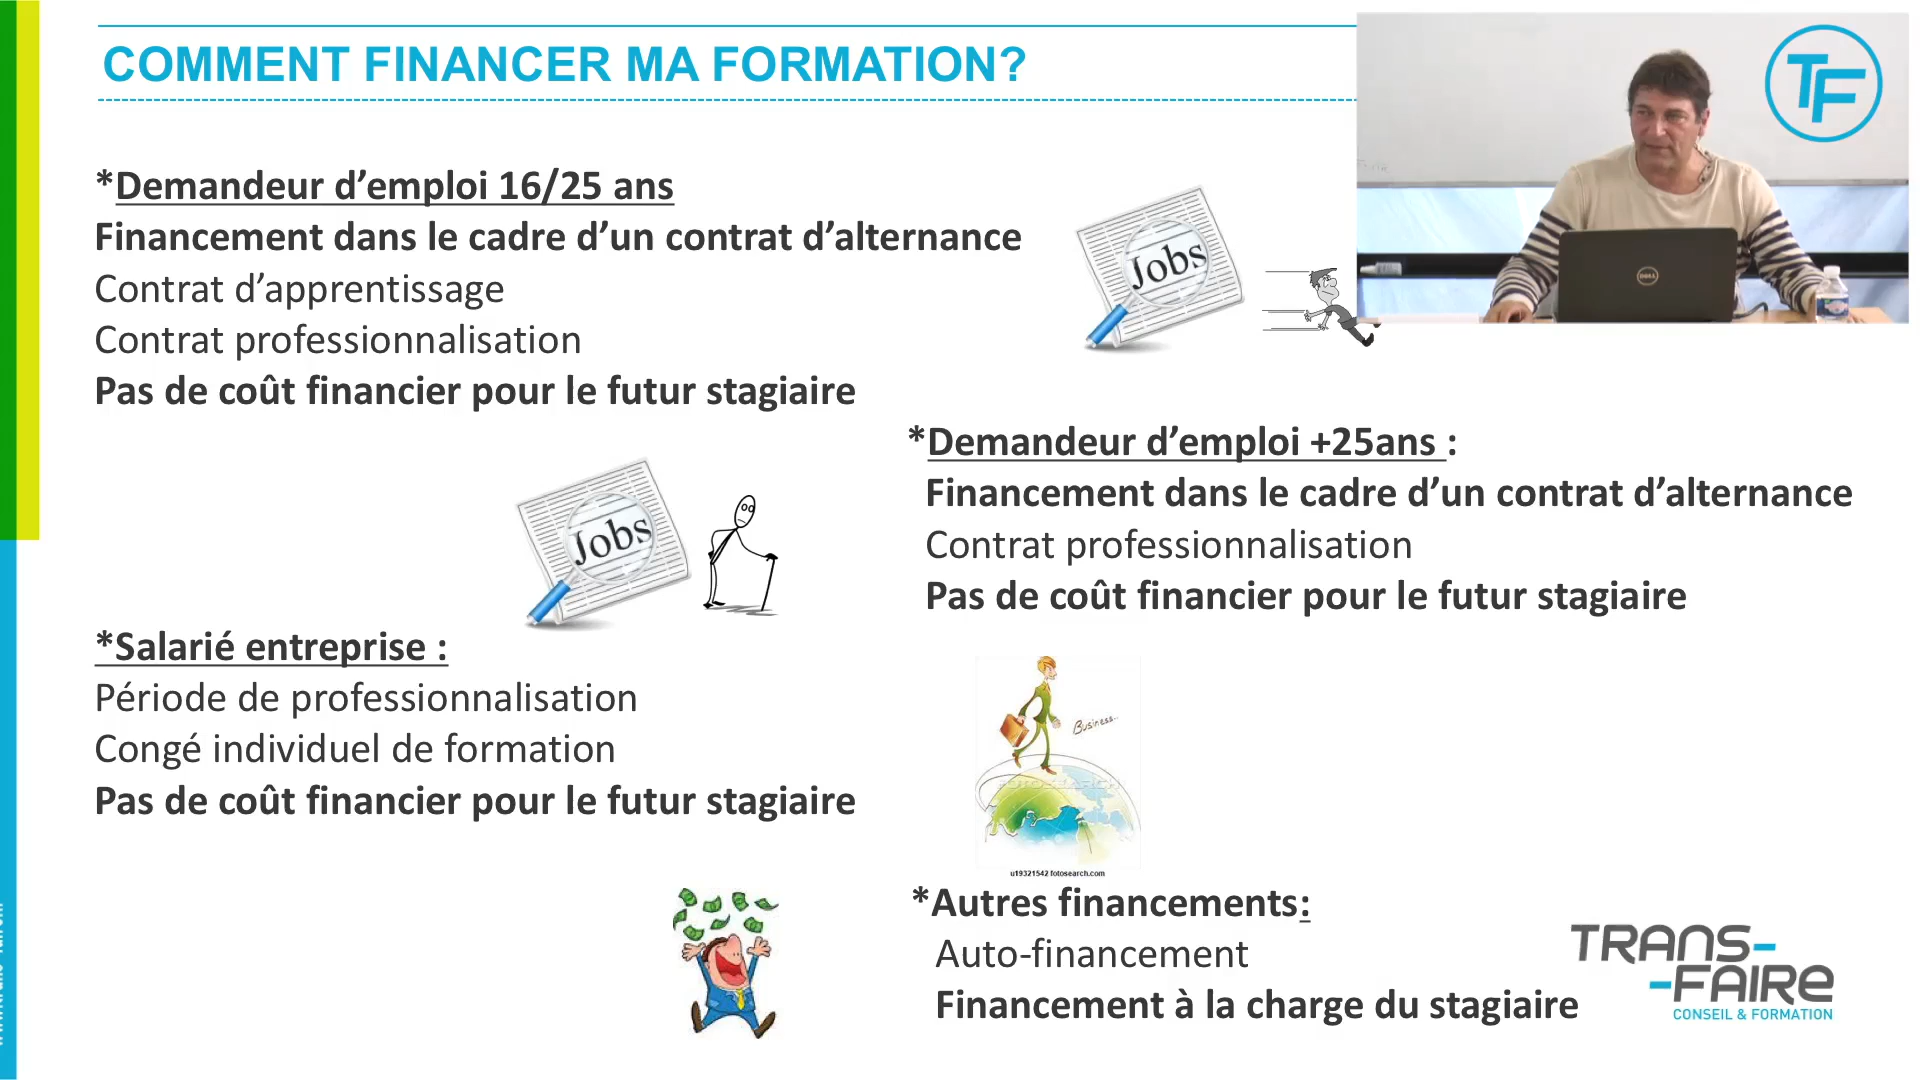 COMMENT FINANCER MA FORMATION?
TF
*Demandeur d’emploi 16/25 ans
Financement dans le cadre d’un contrat d’alternance
Contrat d’apprentissage
Contrat professionnalisation
Pas de coût financier pour le futur stagiaire
Jobs
DELL
*Demandeur d’emploi +25ans :
Financement dans le cadre d’un contrat d’alternance
Contrat professionnalisation
Pas de coût financier pour le futur stagiaire
Jobs
*Salarié entreprise :
Période de professionnalisation
Congé individuel de formation
Pas de coût financier pour le futur stagiaire
Business..
u19321542 fotosearch.com
*Autres financements:
Auto-financement
Financement à la charge du stagiaire
TRANS-
-FAIRE
CONSEIL & FORMATION